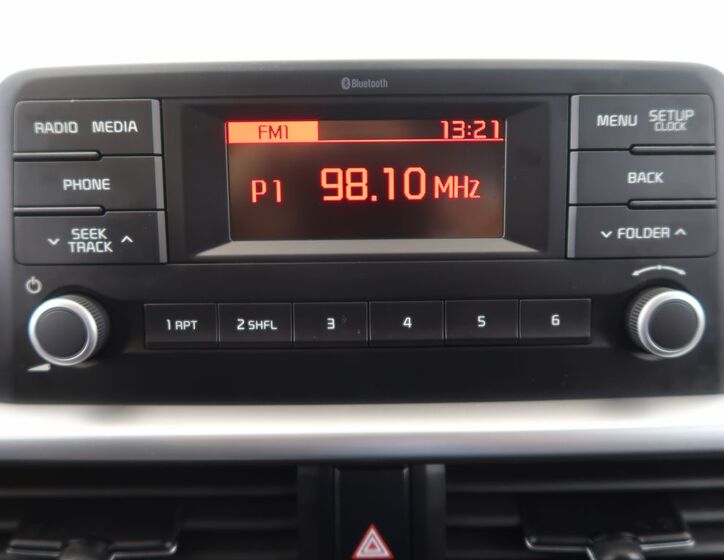 Bluetooth
RADIO MEDIA
PHONE
SEEK
TRACK
FM1 13:21
P1 98.10 MHz
MENU SETUP
CLOCK
BACK
FOLDER
1 RPT 2 SHFL 3 4 5 6